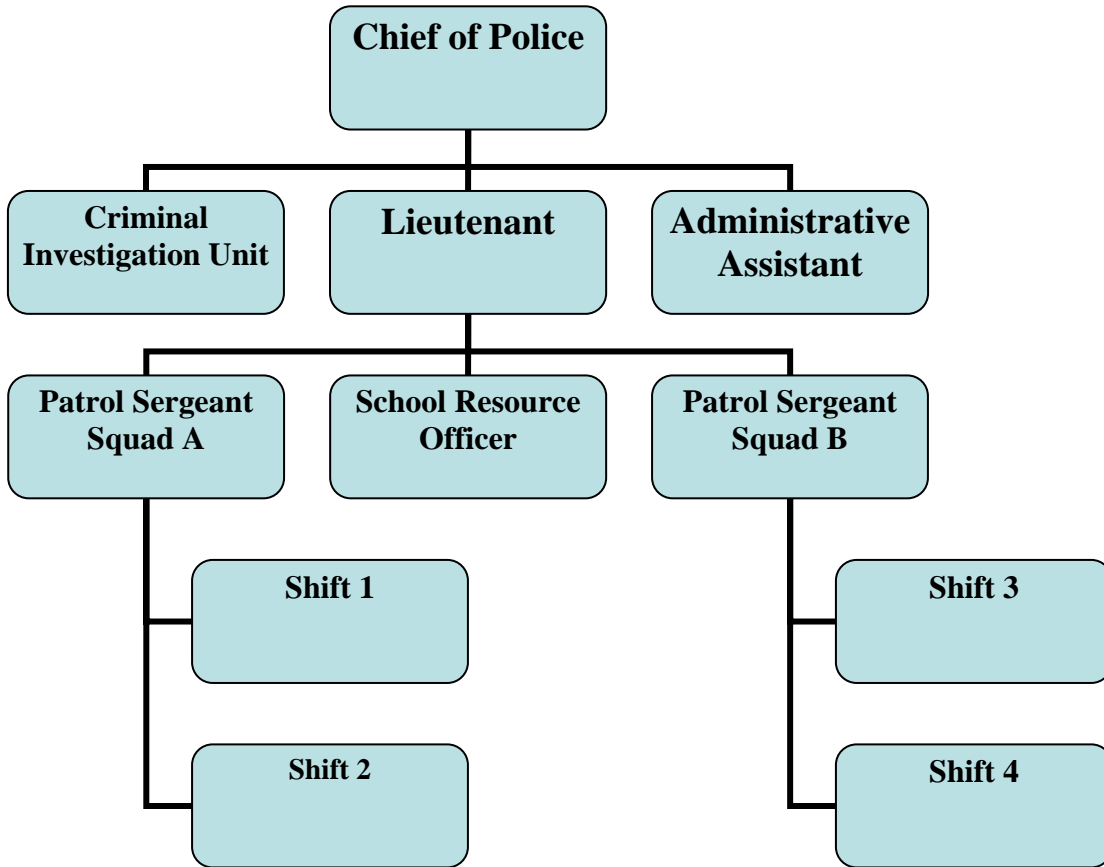 Chief of Police
Criminal
Investigation Unit
Lieutenant
Administrative
Assistant
Patrol Sergeant
Squad A
School Resource
Officer
Patrol Sergeant
Squad B
Shift 1
Shift 3
Shift 2
Shift 4